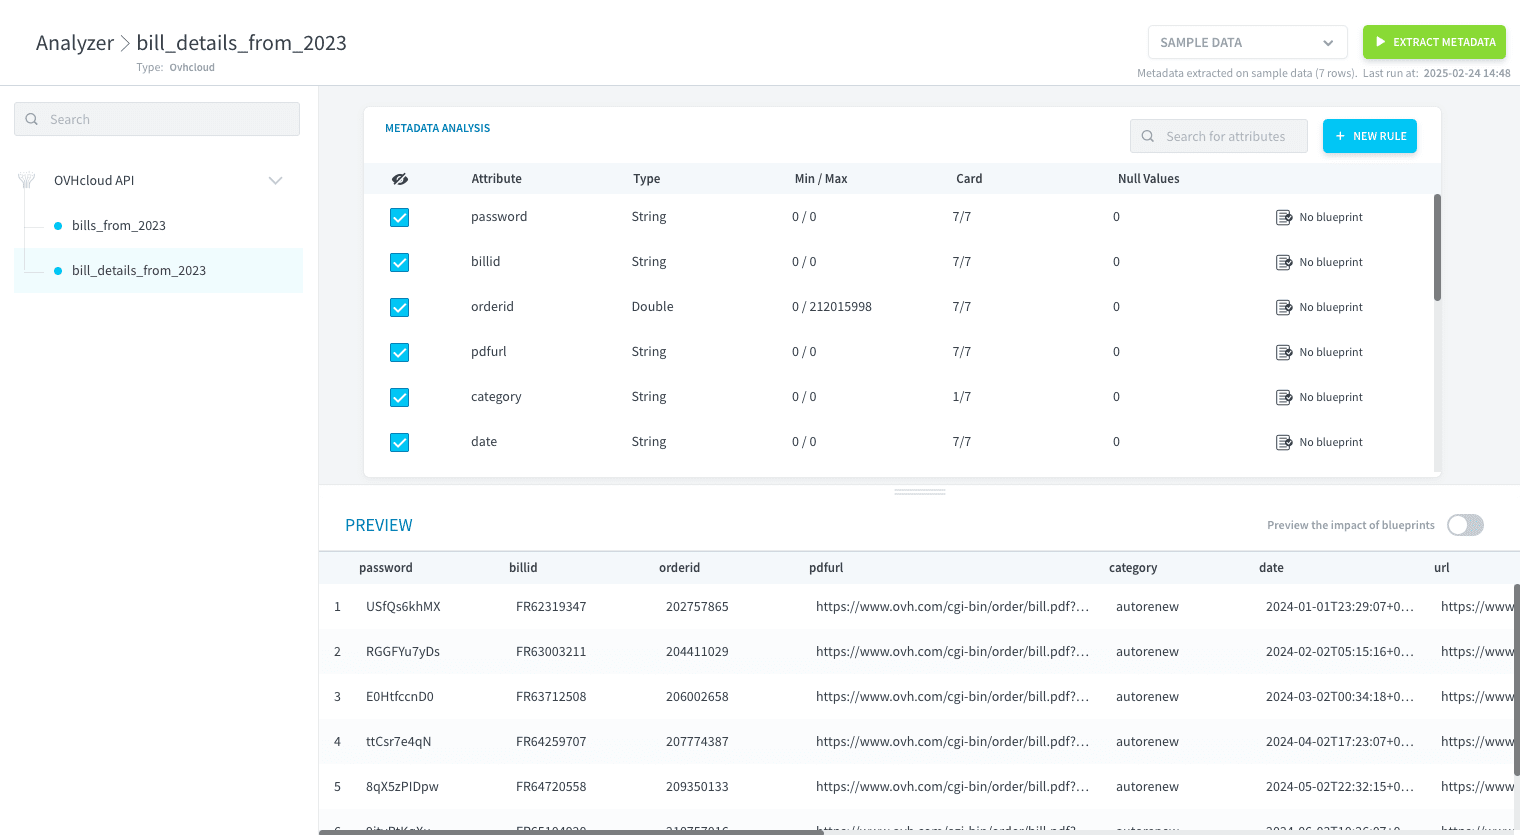 Analyzer > bill_details_from_2023
Type: Ovhcloud
SAMPLE DATA
EXTRACT METADATA
Metadata extracted on sample data (7 rows). Last run at: 2025-02-24 14:48
Search
OVHcloud API
bills_from_2023
bill_details_from_2023
METADATA ANALYSIS
Search for attributes
+ NEW RULE
Attribute Type Min / Max Card Null Values
password String 0 / 0 7/7 0 No blueprint
billid String 0 / 0 7/7 0 No blueprint
orderid Double 0 / 212015998 7/7 0 No blueprint
pdfurl String 0 / 0 7/7 0 No blueprint
category String 0 / 0 1/7 0 No blueprint
date String 0 / 0 7/7 0 No blueprint
PREVIEW
Preview the impact of blueprints
password billid orderid pdfurl category date url
1 USfQs6khMX FR62319347 202757865 https://www.ovh.com/cgi-bin/order/bill.pdf?... autorenew 2024-01-01T23:29:07+0... https://www
2 RGGFYu7yDs FR63003211 204411029 https://www.ovh.com/cgi-bin/order/bill.pdf?... autorenew 2024-02-02T05:15:16+0... https://www
3 E0HtfccnD0 FR63712508 206002658 https://www.ovh.com/cgi-bin/order/bill.pdf?... autorenew 2024-03-02T00:34:18+0... https://www
4 ttCsr7e4qN FR64259707 207774387 https://www.ovh.com/cgi-bin/order/bill.pdf?... autorenew 2024-04-02T17:23:07+0... https://www
5 8qX5zPIDpw FR64720558 209350133 https://www.ovh.com/cgi-bin/order/bill.pdf?... autorenew 2024-05-02T22:32:15+0... https://www